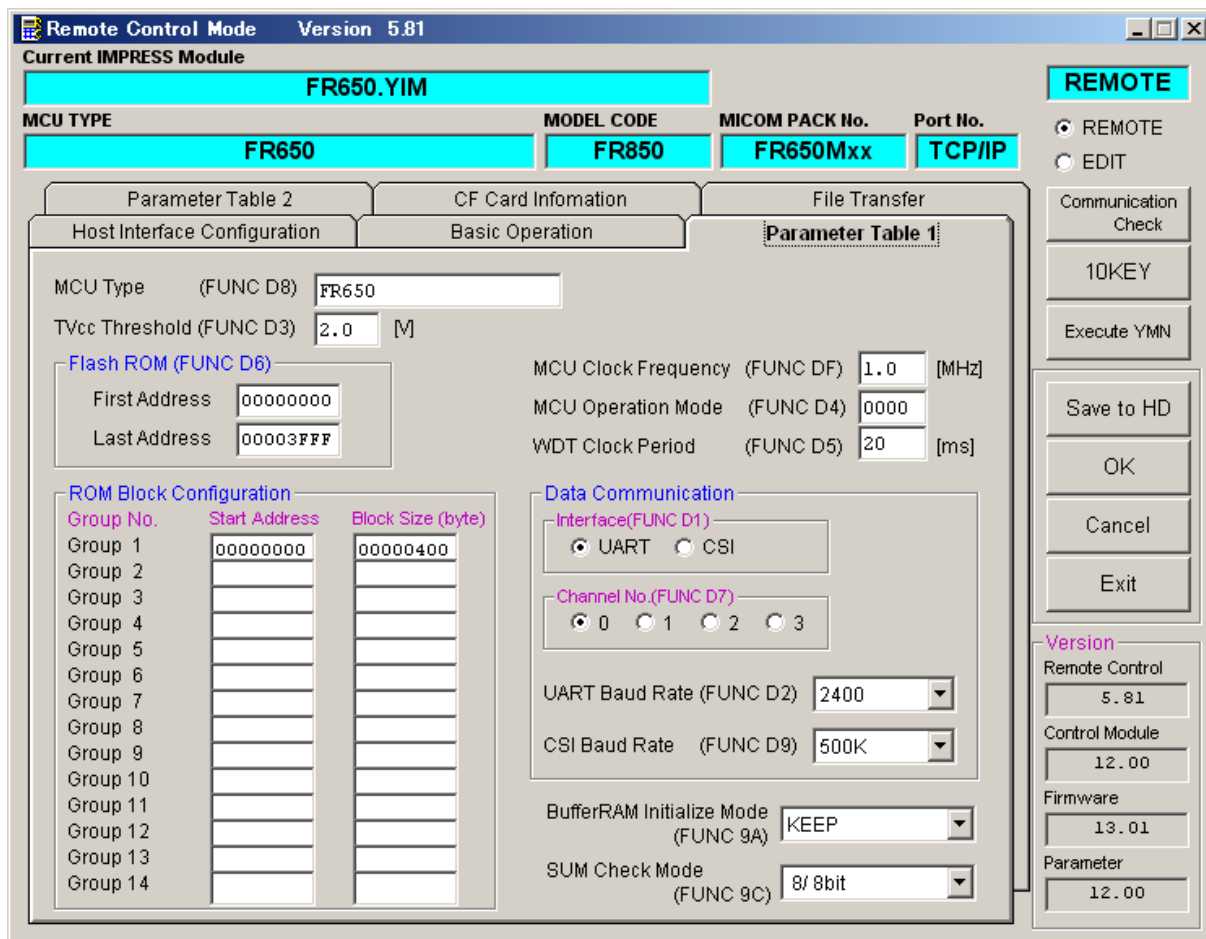 Remote Control Mode Version 5.81
Current IMPRESS Module
FR650.YIM
REMOTE
MCU TYPE MODEL CODE MICOM PACK No. Port No.
FR650 FR850 FR650Mxx TCP/IP
REMOTE
EDIT
Parameter Table 2 CF Card Infomation File Transfer
Host Interface Configuration Basic Operation Parameter Table 1
Communication
Check
10KEY
Execute YMN
Save to HD
OK
Cancel
Exit
MCU Type (FUNC D8) FR650
TVcc Threshold (FUNC D3) 2.0 [V]
Flash ROM (FUNC D6)
First Address 00000000
Last Address 00003FFF
MCU Clock Frequency (FUNC DF) 1.0 [MHz]
MCU Operation Mode (FUNC D4) 0000
WDT Clock Period (FUNC D5) 20 [ms]
ROM Block Configuration
Group No. Start Address Block Size (byte)
Group 1 00000000 00000400
Group 2
Group 3
Group 4
Group 5
Group 6
Group 7
Group 8
Group 9
Group 10
Group 11
Group 12
Group 13
Group 14
Data Communication
Interface(FUNC D1)
UART CSI
Channel No.(FUNC D7)
0 1 2 3
UART Baud Rate (FUNC D2) 2400
CSI Baud Rate (FUNC D9) 500K
BufferRAM Initialize Mode
(FUNC 9A) KEEP
SUM Check Mode
(FUNC 9C) 8/ 8bit
Version
Remote Control
5.81
Control Module
12.00
Firmware
13.01
Parameter
12.00